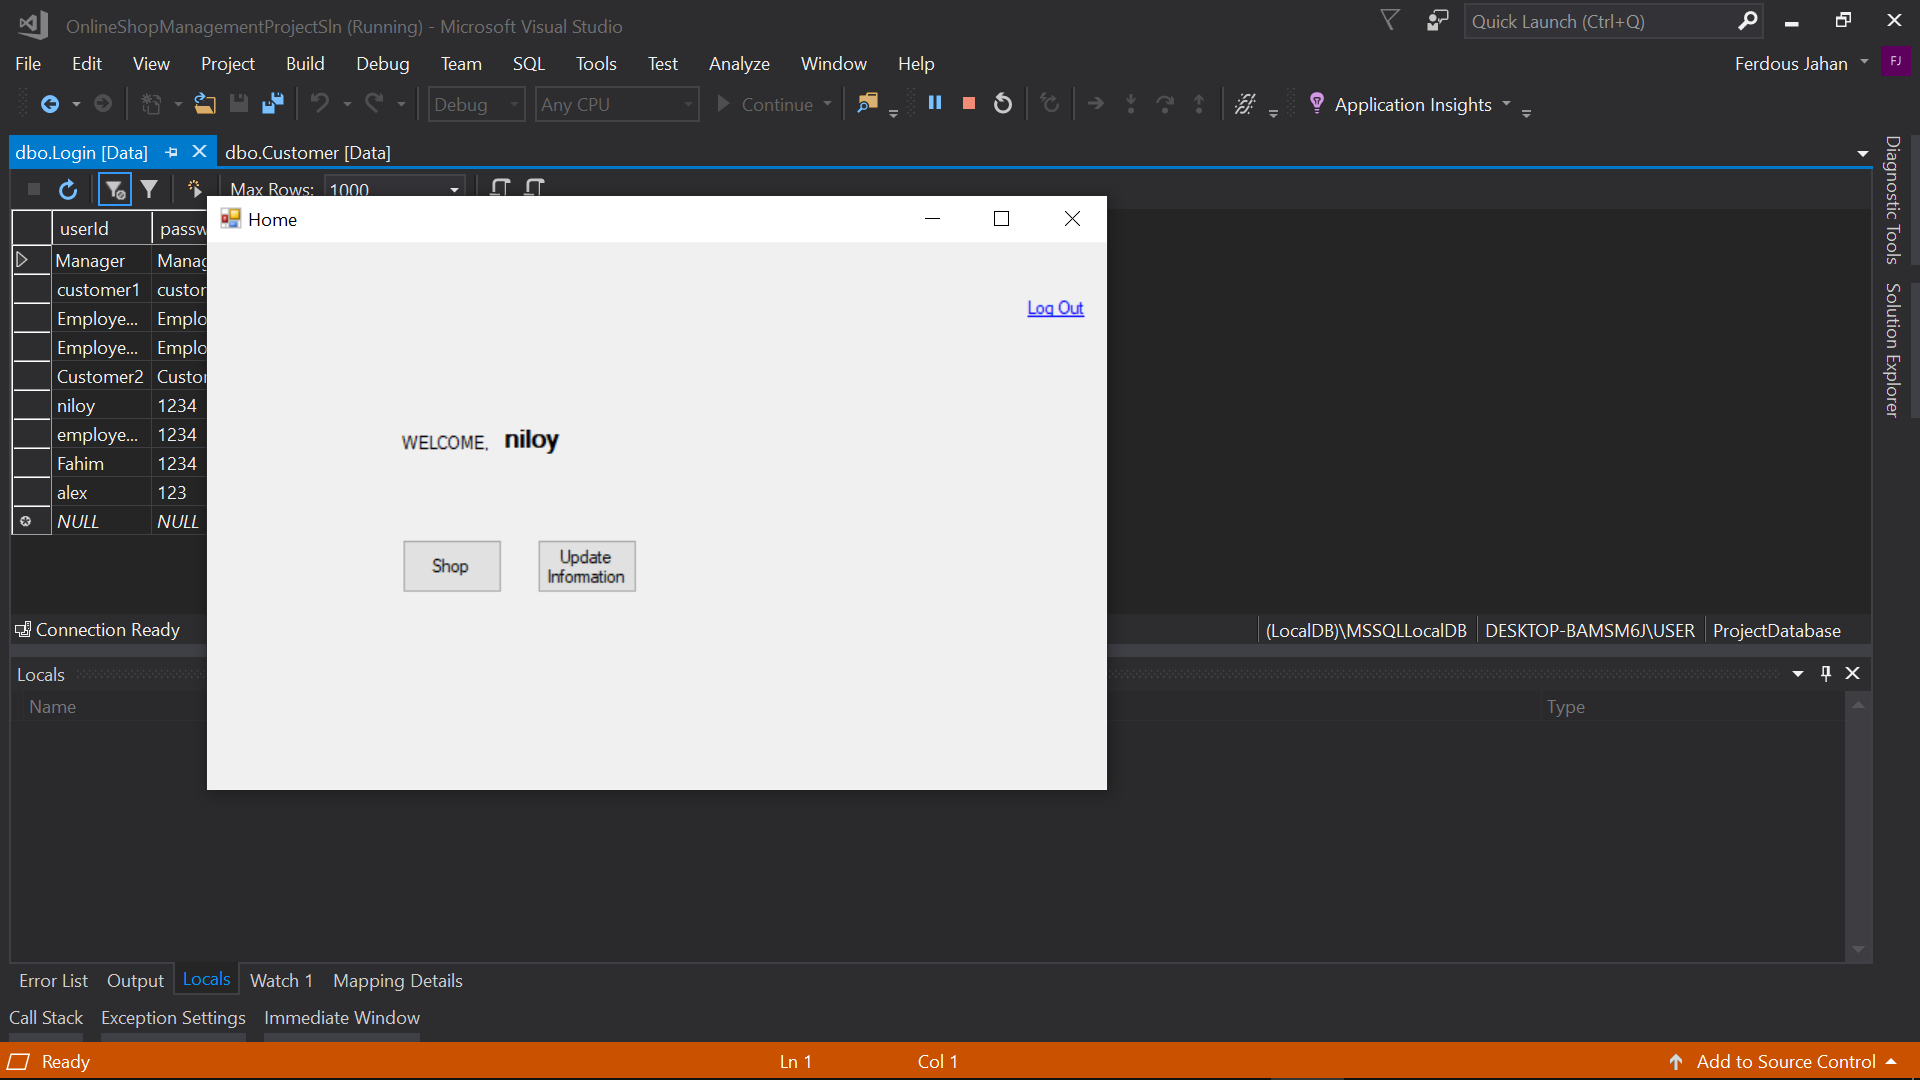 OnlineShopManagementProjectSln (Running) - Microsoft Visual Studio
Quick Launch (Ctrl+Q)
File Edit View Project Build Debug Team SQL Tools Test Analyze Window Help
Ferdous Jahan FJ
Debug Any CPU Continue Application Insights
dbo.Login [Data] dbo.Customer [Data]
Max Rows: 1000
userId passw
Manager Manag
customer1 custor
Employe... Emplo
Employe... Emplo
Customer2 Custor
niloy 1234
employe... 1234
Fahim 1234
alex 123
NULL NULL
Home
Log Out
WELCOME, niloy
Shop
Update
Information
Diagnostic Tools
Solution Explorer
Connection Ready
(LocalDB)\MSSQLLocalDB DESKTOP-BAMSM6J\USER ProjectDatabase
Locals
Name Type
Error List Output Locals Watch 1 Mapping Details
Call Stack Exception Settings Immediate Window
Ready Ln 1 Col 1 Add to Source Control